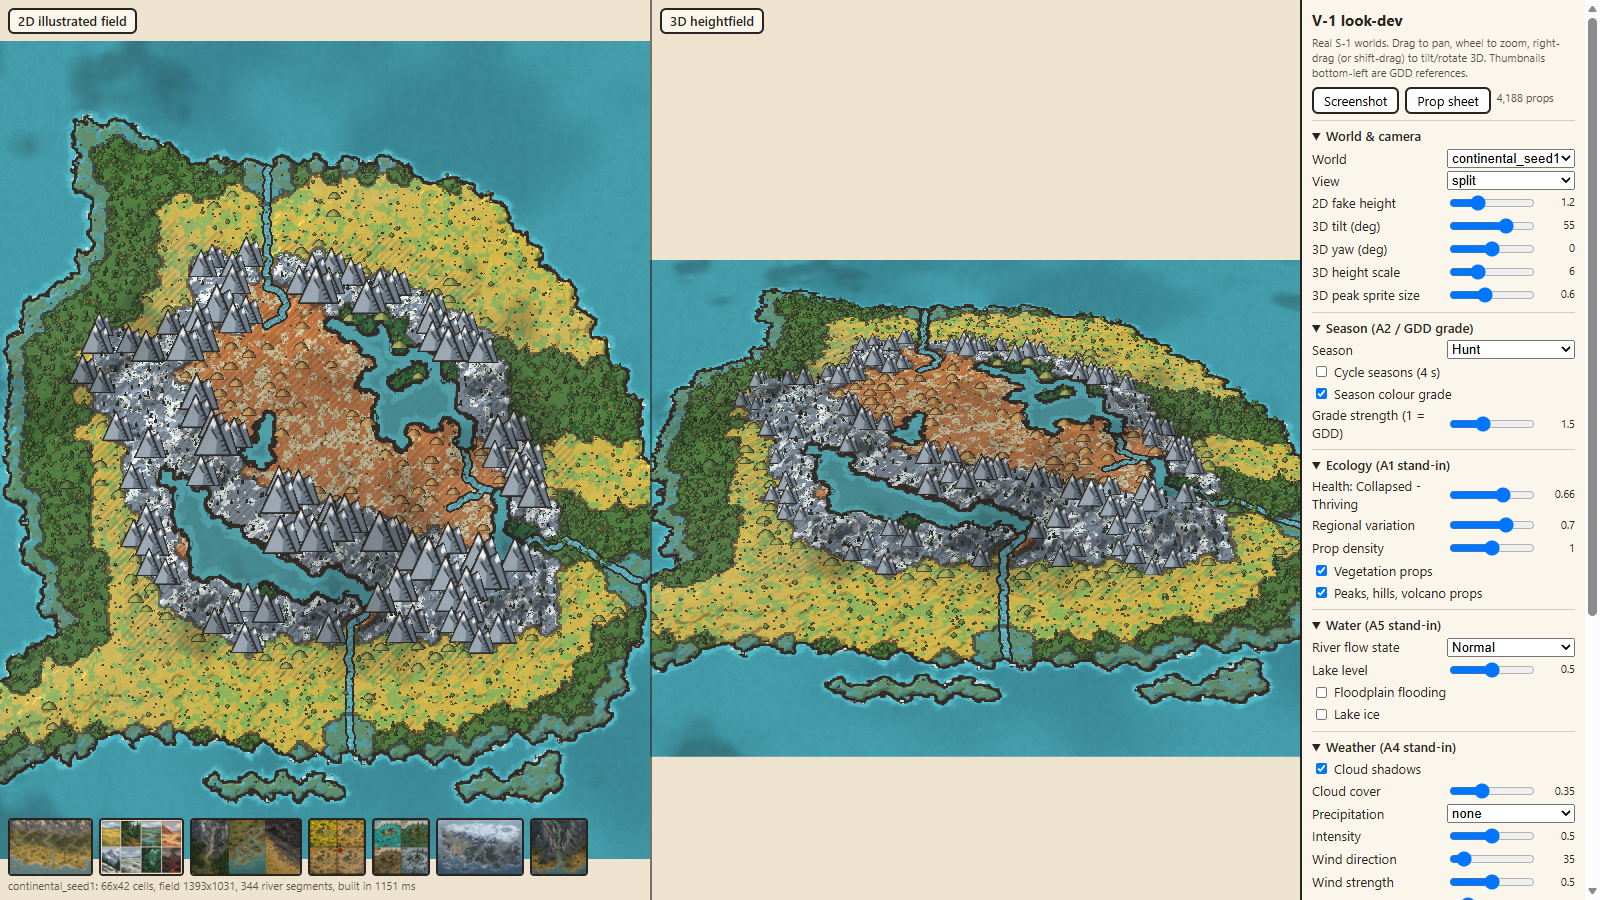 2D illustrated field
3D heightfield
V-1 look-dev
Real S-1 worlds. Drag to pan, wheel to zoom, right-
drag (or shift-drag) to tilt/rotate 3D. Thumbnails
bottom-left are GDD references.
Screenshot
Prop sheet
4,188 props
▼ World & camera
World
continental_seed1
View
split
2D fake height
1.2
3D tilt (deg)
55
3D yaw (deg)
0
3D height scale
6
3D peak sprite size
0.6
▼ Season (A2 / GDD grade)
Season
Hunt
Cycle seasons (4 s)
Season colour grade
Grade strength (1 =
GDD)
1.5
▼ Ecology (A1 stand-in)
Health: Collapsed -
Thriving
0.66
Regional variation
0.7
Prop density
1
Vegetation props
Peaks, hills, volcano props
▼ Water (A5 stand-in)
River flow state
Normal
Lake level
0.5
Floodplain flooding
Lake ice
▼ Weather (A4 stand-in)
Cloud shadows
Cloud cover
0.35
Precipitation
none
Intensity
0.5
Wind direction
35
Wind strength
0.5
continental_seed1: 66x42 cells, field 1393x1031, 344 river segments, built in 1151 ms